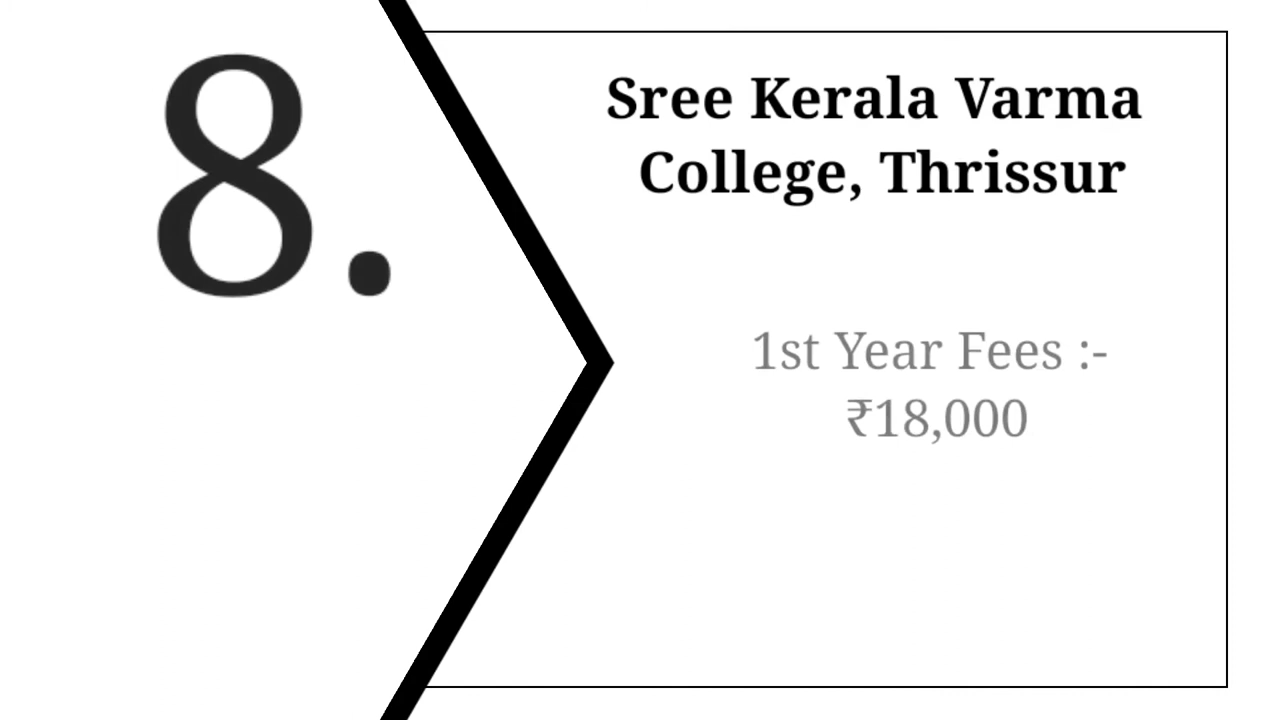 8.
Sree Kerala Varma
College, Thrissur
1st Year Fees :-
₹18,000